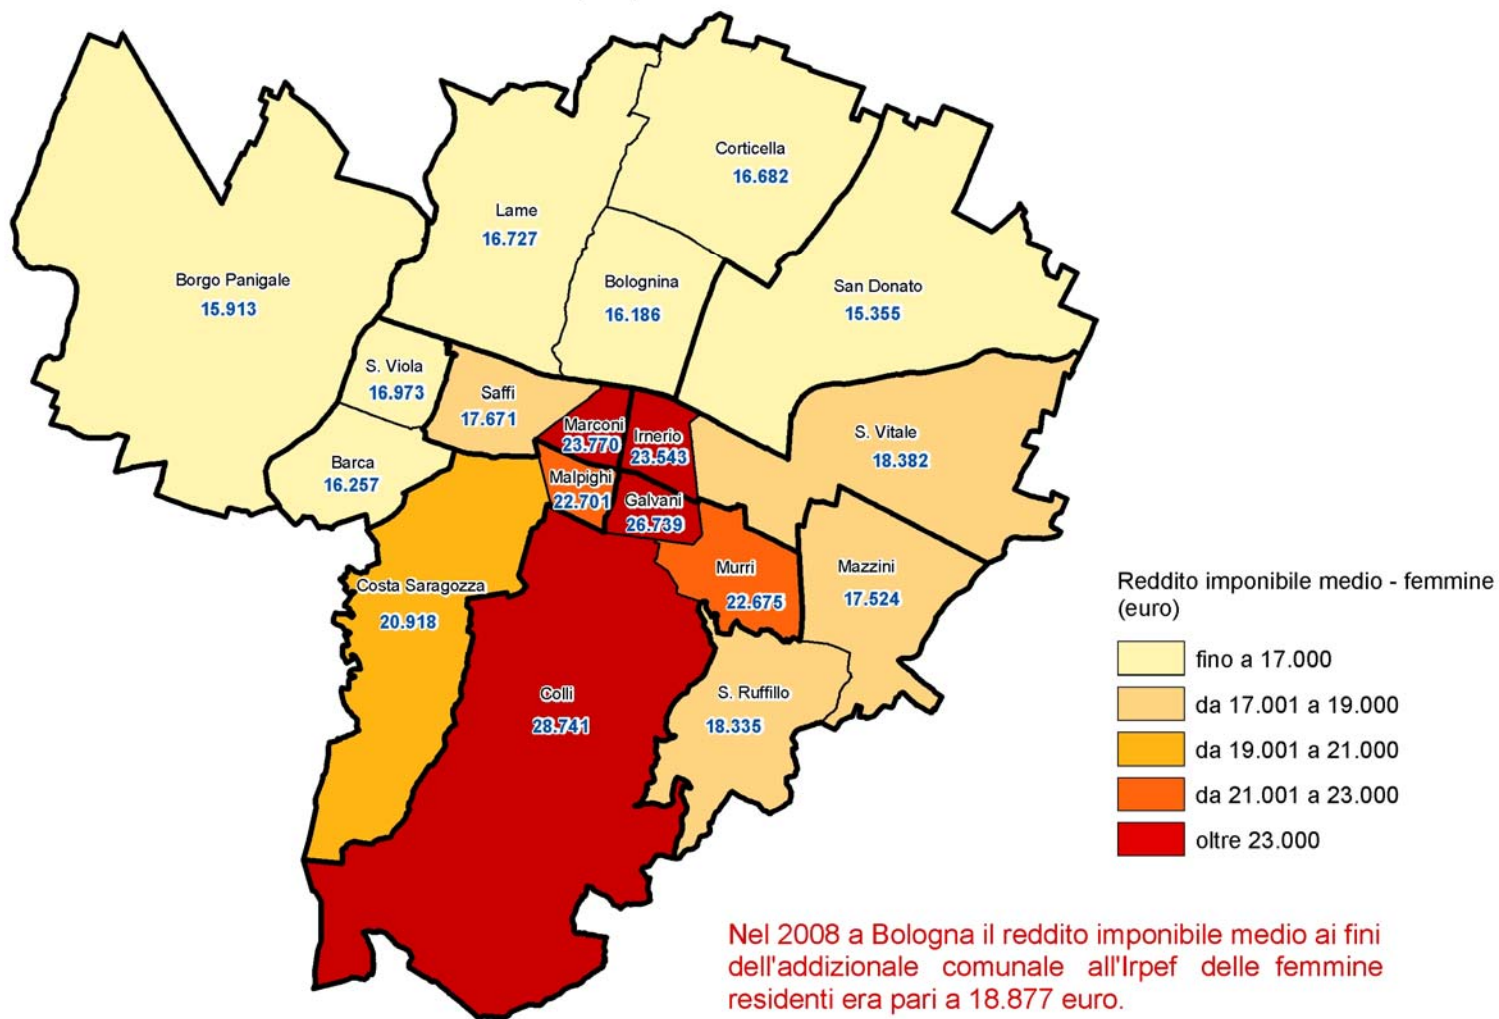 Corticella
16.682
Lame
16.727
Borgo Panigale
15.913
Bolognina
16.186
San Donato
15.355
S. Viola
16.973
Saffi
17.671
Marconi
23.770
Irnerio
23.543
S. Vitale
18.382
Barca
16.257
Malpighi
22.701
Galvani
26.739
Murri
22.675
Mazzini
17.524
Costa Saragozza
20.918
Colli
28.741
S. Ruffillo
18.335
Reddito imponibile medio - femmine
(euro)
fino a 17.000
da 17.001 a 19.000
da 19.001 a 21.000
da 21.001 a 23.000
oltre 23.000
Nel 2008 a Bologna il reddito imponibile medio ai fini
dell'addizionale comunale all'Irpef delle femmine
residenti era pari a 18.877 euro.